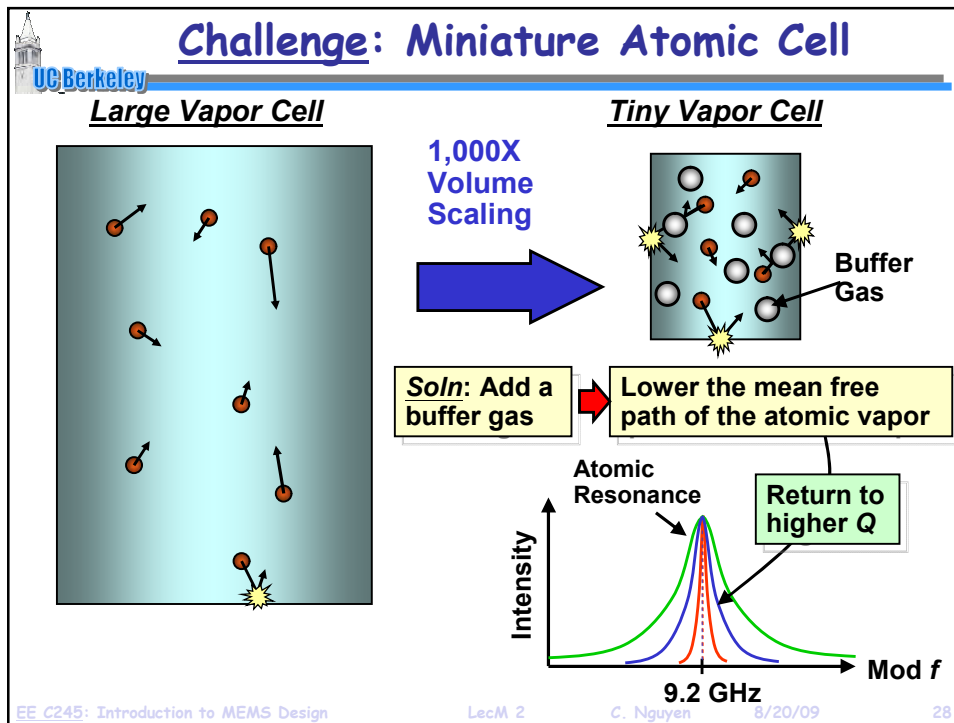 Challenge: Miniature Atomic Cell
UC Berkeley
Large Vapor Cell
Tiny Vapor Cell
1,000X
Volume
Scaling
Buffer
Gas
Soln: Add a
buffer gas
Lower the mean free
path of the atomic vapor
Atomic
Resonance
Return to
higher Q
Intensity
Mod f
9.2 GHz
EE C245: Introduction to MEMS Design LecM 2 C. Nguyen 8/20/09 28